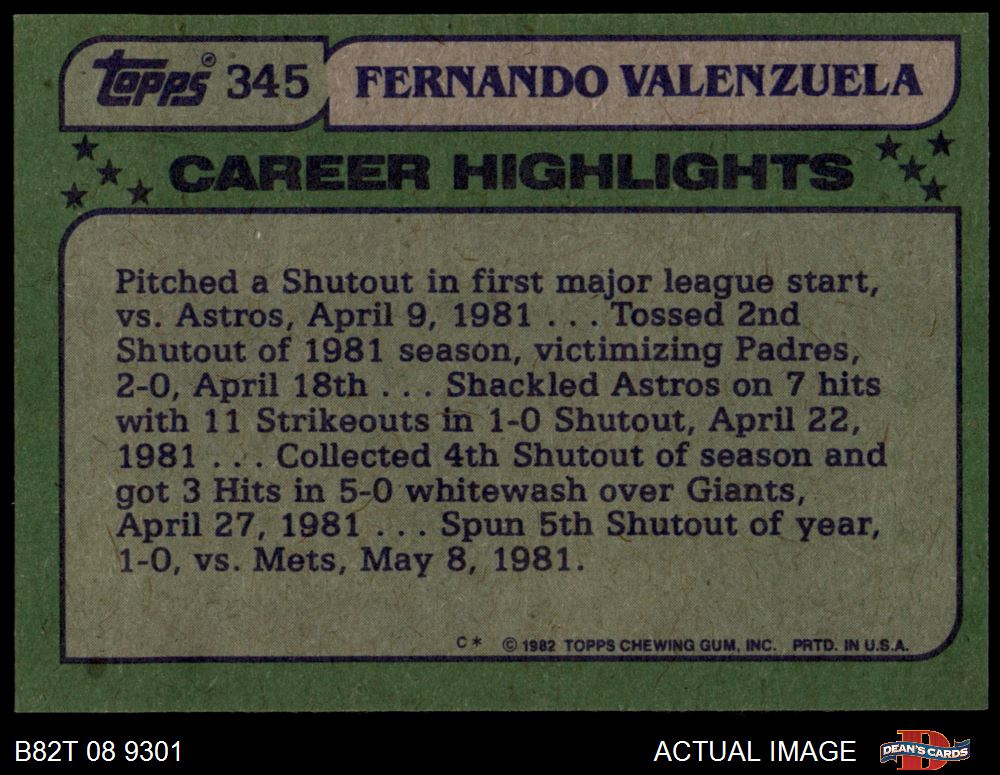 topps® 345 FERNANDO VALENZUELA
CAREER HIGHLIGHTS
Pitched a Shutout in first major league start,
vs. Astros, April 9, 1981 . . . Tossed 2nd
Shutout of 1981 season, victimizing Padres,
2-0, April 18th . . . Shackled Astros on 7 hits
with 11 Strikeouts in 1-0 Shutout, April 22,
1981 . . . Collected 4th Shutout of season and
got 3 Hits in 5-0 whitewash over Giants,
April 27, 1981 . . . Spun 5th Shutout of year,
1-0, vs. Mets, May 8, 1981.
C* © 1982 TOPPS CHEWING GUM, INC. PRTD. IN U.S.A.
B82T 08 9301 ACTUAL IMAGE D DEAN'S CARDS